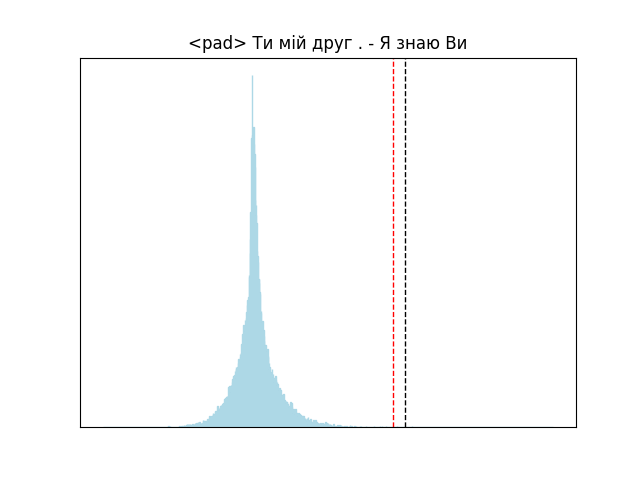 <pad> Ти мій друг . - Я знаю Ви